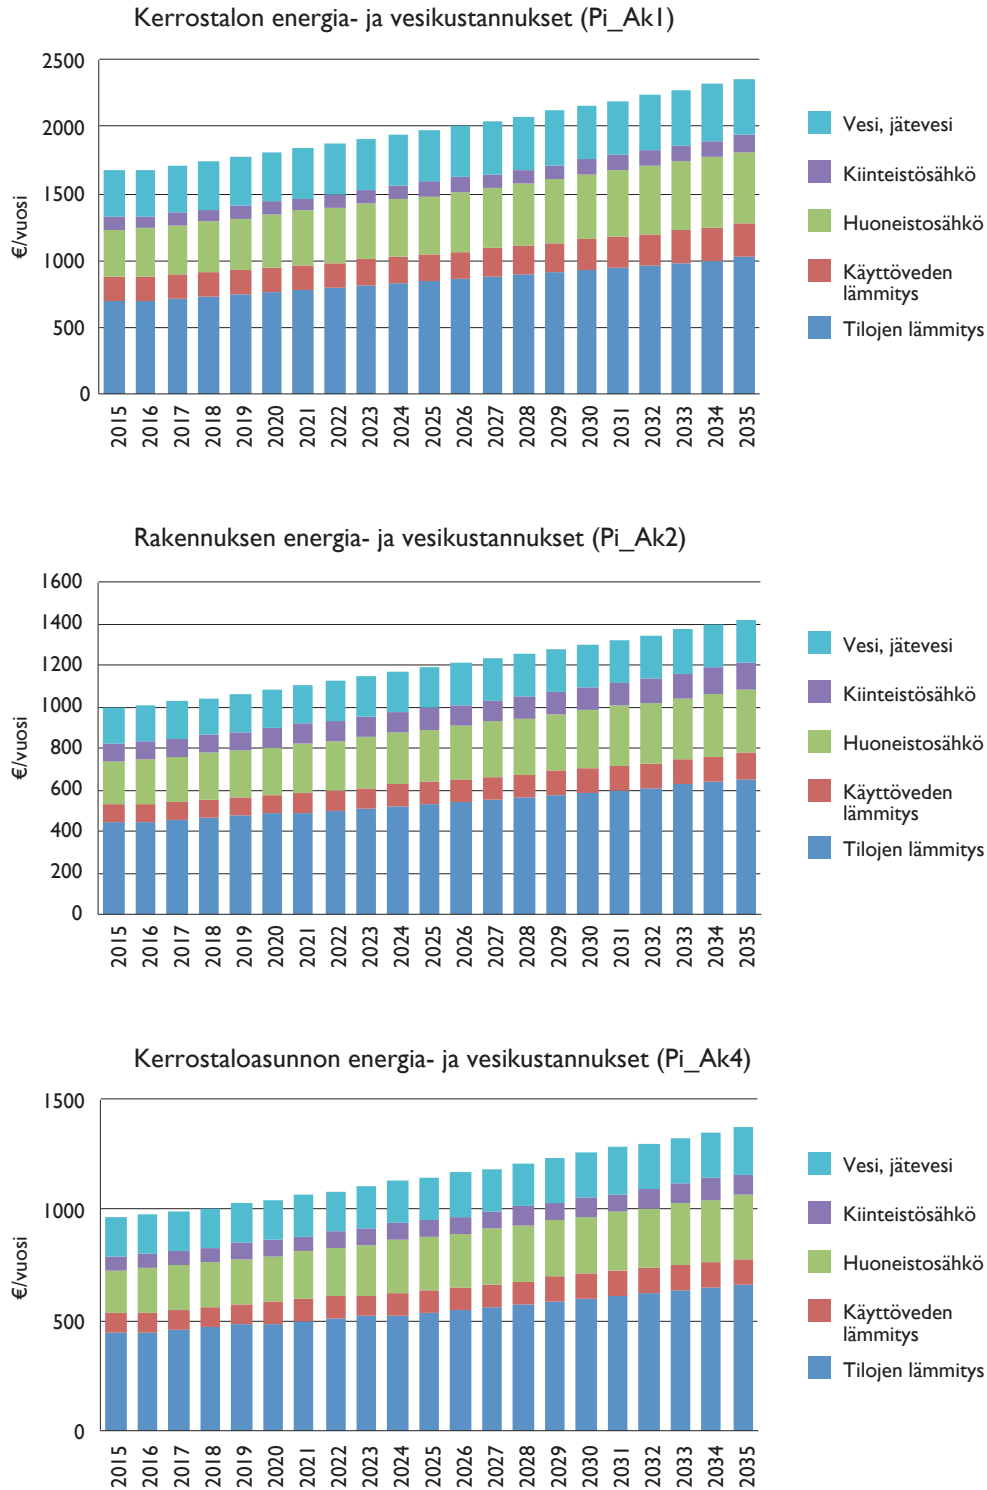 Kerrostalon energia- ja vesikustannukset (Pi_Ak1)
€/vuosi
2500
2000
1500
1000
500
0
2015 2016 2017 2018 2019 2020 2021 2022 2023 2024 2025 2026 2027 2028 2029 2030 2031 2032 2033 2034 2035
Vesi, jätevesi
Kiinteistösähkö
Huoneistosähkö
Käyttöveden
lämmitys
Tilojen lämmitys
Rakennuksen energia- ja vesikustannukset (Pi_Ak2)
€/vuosi
1600
1400
1200
1000
800
600
400
200
0
2015 2016 2017 2018 2019 2020 2021 2022 2023 2024 2025 2026 2027 2028 2029 2030 2031 2032 2033 2034 2035
Vesi, jätevesi
Kiinteistösähkö
Huoneistosähkö
Käyttöveden
lämmitys
Tilojen lämmitys
Kerrostaloasunnon energia- ja vesikustannukset (Pi_Ak4)
€/vuosi
1500
1000
500
0
2015 2016 2017 2018 2019 2020 2021 2022 2023 2024 2025 2026 2027 2028 2029 2030 2031 2032 2033 2034 2035
Vesi, jätevesi
Kiinteistösähkö
Huoneistosähkö
Käyttöveden
lämmitys
Tilojen lämmitys